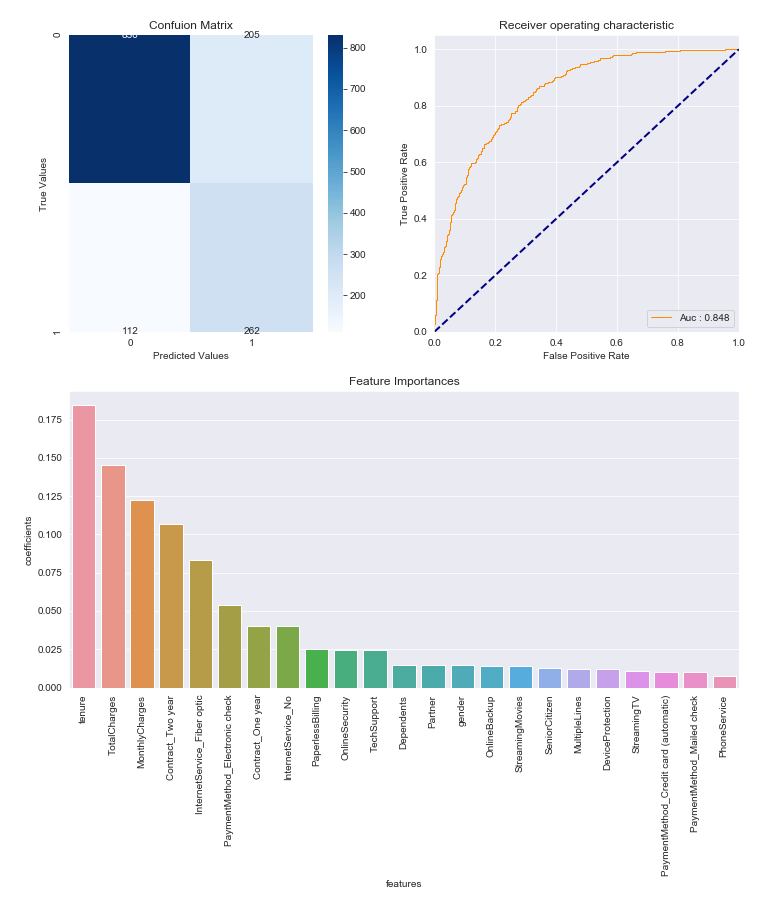 Confuion Matrix
0
205
True Values
1
112
262
0
1
Predicted Values
800
700
600
500
400
300
200
Receiver operating characteristic
1.0
0.8
0.6
0.4
0.2
0.0
True Positive Rate
Auc : 0.848
0.0
0.2
0.4
0.6
0.8
1.0
False Positive Rate
Feature Importances
0.175
0.150
0.125
0.100
0.075
0.050
0.025
0.000
coefficients
tenure
TotalCharges
MonthlyCharges
Contract_Two year
InternetService_Fiber optic
PaymentMethod_Electronic check
Contract_One year
InternetService_No
PaperlessBilling
OnlineSecurity
TechSupport
Dependents
Partner
gender
OnlineBackup
StreamingMovies
SeniorCitizen
MultipleLines
DeviceProtection
StreamingTV
PaymentMethod_Credit card (automatic)
PaymentMethod_Mailed check
PhoneService
features